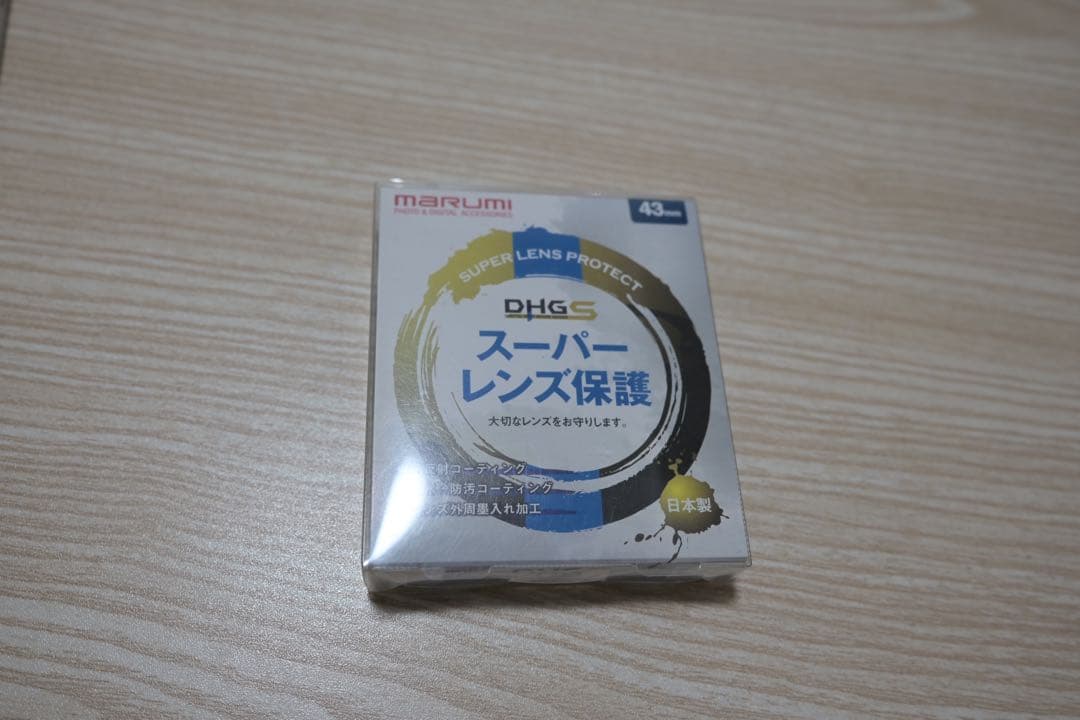 marumi
PHOTO & DIGITAL ACCESSORIES
43mm
SUPER LENS PROTECT
DHGS
スーパー
レンズ保護
大切なレンズをお守りします。
射コーティング
防汚コーティング
ズ外周墨入れ加工
日本製